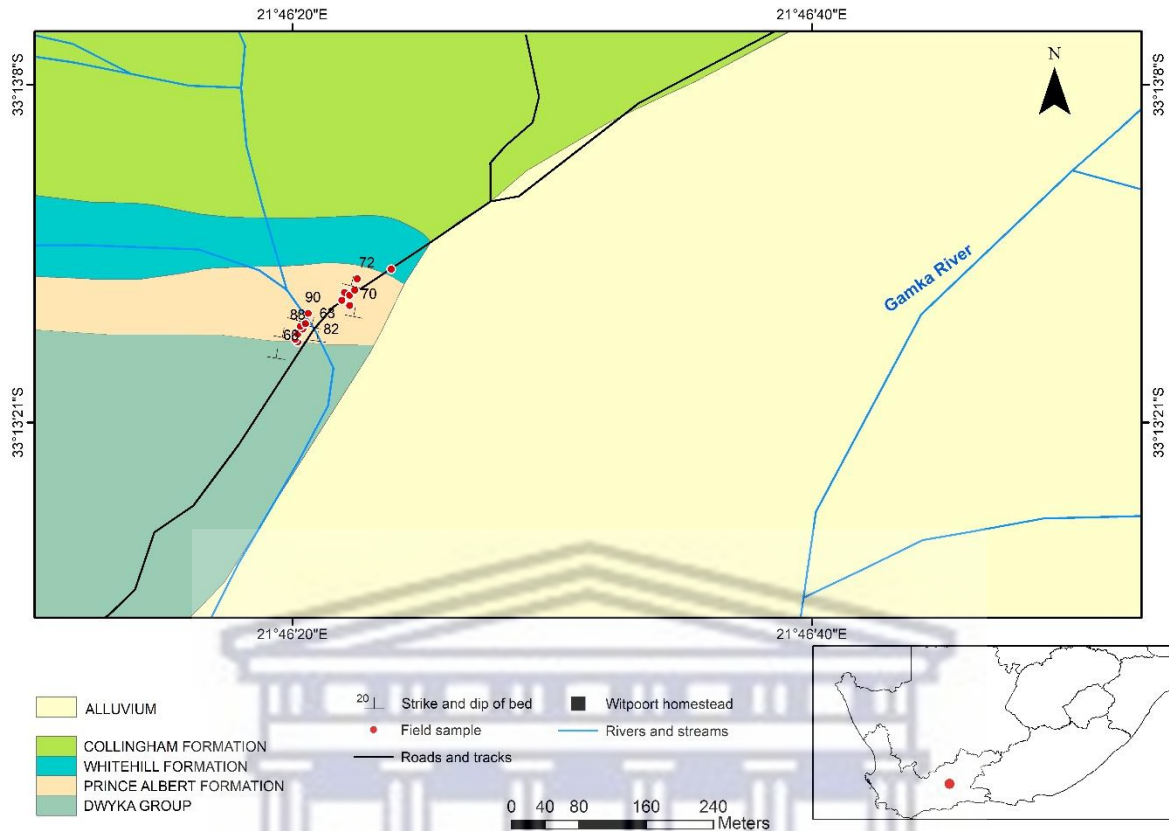 21°46'20"E
21°46'40"E
N
33°13'8"S
33°13'8"S
Gamka River
72
70
90
63
88
82
68
33°13'21"S
33°13'21"S
21°46'20"E
21°46'40"E
ALLUVIUM
COLLINGHAM FORMATION
WHITEHILL FORMATION
PRINCE ALBERT FORMATION
DWYKA GROUP
20 Strike and dip of bed
Field sample
Roads and tracks
Witpoort homestead
Rivers and streams
0 40 80 160 240
Meters